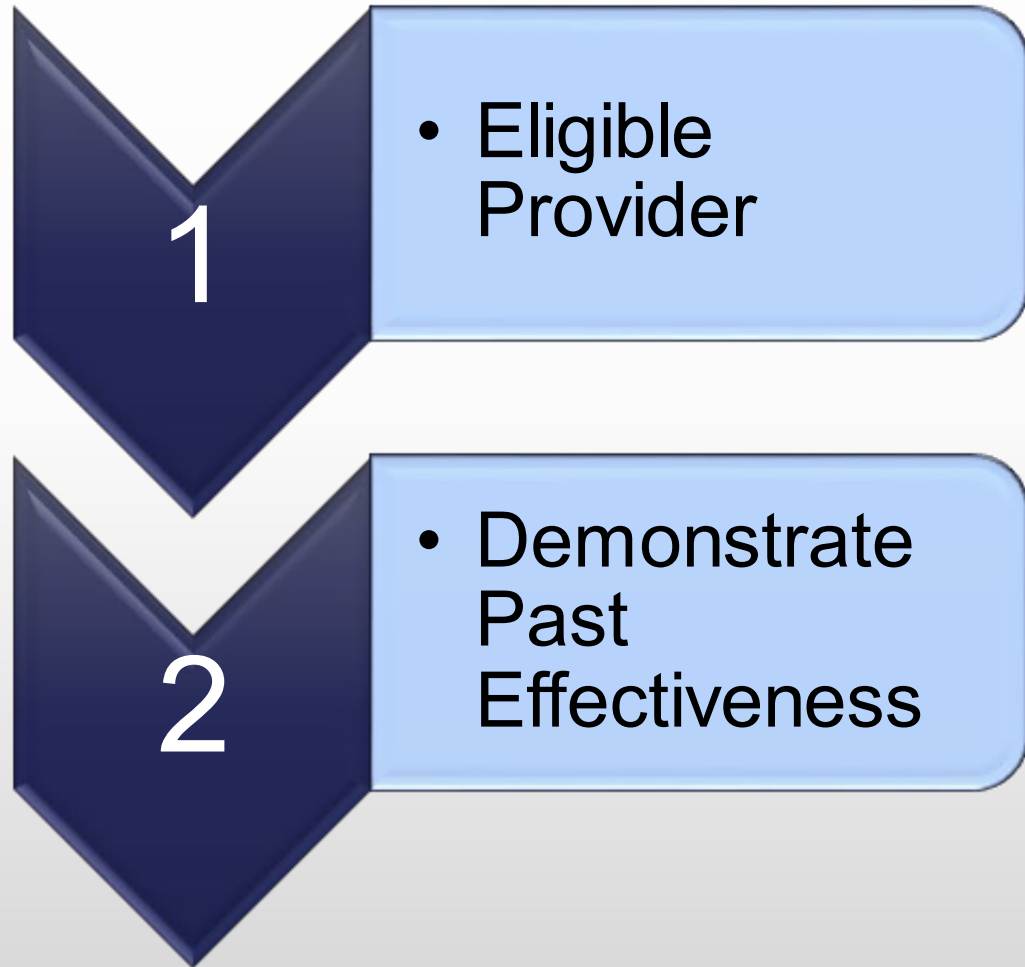 1
• Eligible
Provider
2
• Demonstrate
Past
Effectiveness